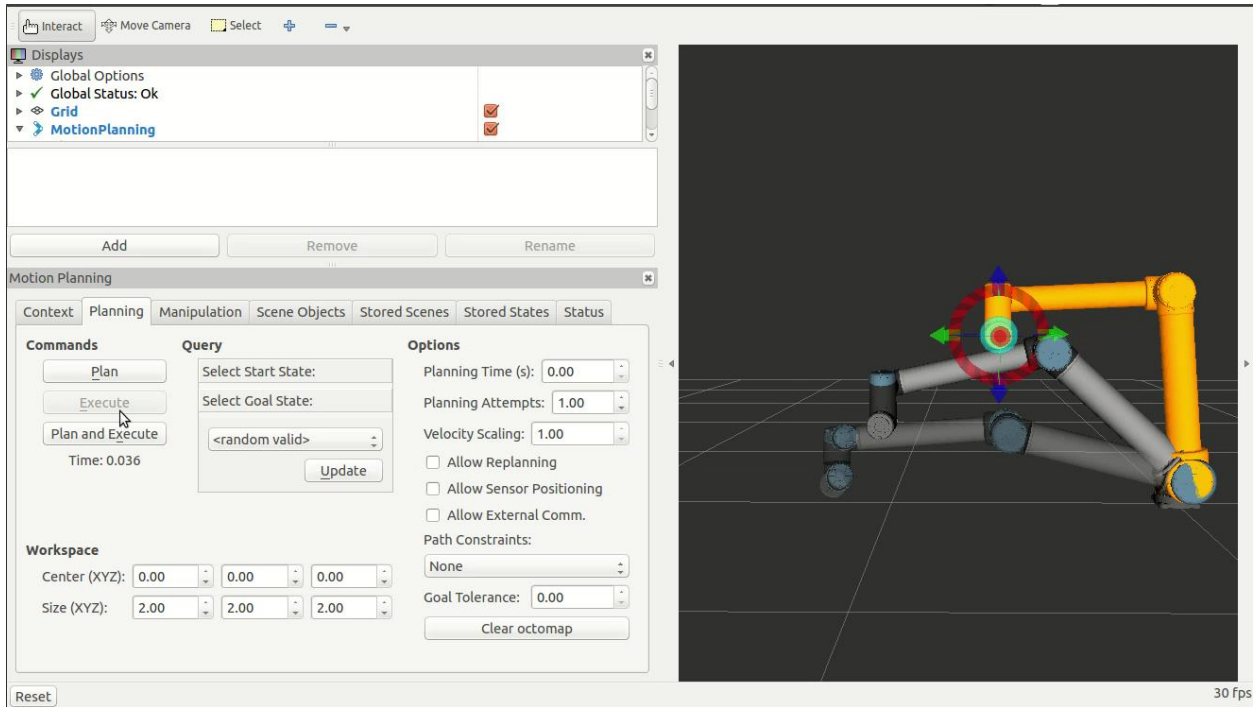 Interact Move Camera Select
Displays
Global Options
Global Status: Ok
Grid
MotionPlanning
Add Remove Rename
Motion Planning
Context Planning Manipulation Scene Objects Stored Scenes Stored States Status
Commands Query Options
Plan Select Start State: Planning Time (s): 0.00
Execute Select Goal State: Planning Attempts: 1.00
Plan and Execute <random valid> Velocity Scaling: 1.00
Time: 0.036 Update Allow Replanning
Allow Sensor Positioning
Allow External Comm.
Path Constraints:
Workspace
Center (XYZ): 0.00 0.00 0.00 None
Size (XYZ): 2.00 2.00 2.00 Goal Tolerance: 0.00
Clear octomap
Reset 30 fps